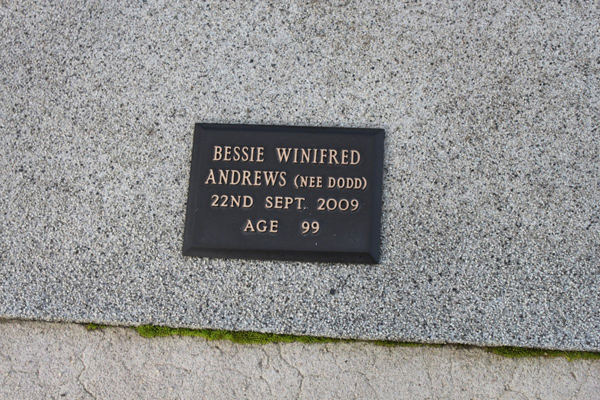 BESSIE WINIFRED
ANDREWS (NEE DODD)
22ND SEPT. 2009
AGE 99